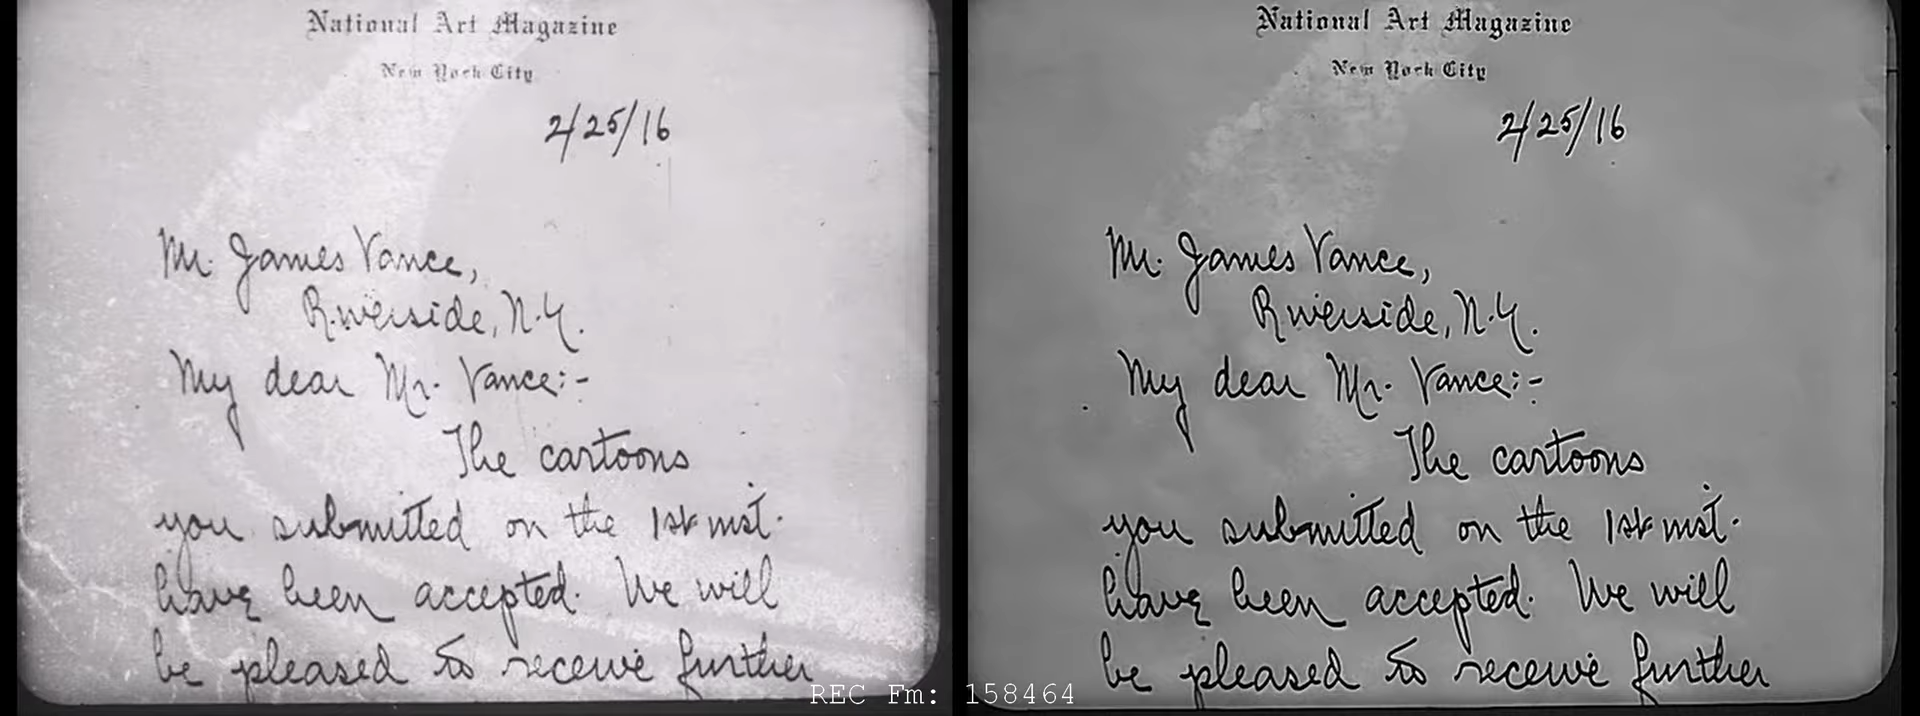 National Art Magazine
New York City
2/25/16
Mr. James Vance,
Riverside, N.Y.
My dear Mr. Vance:-
The cartoons
you submitted on the 1st inst.
have been accepted. We will
be pleased to receive further
National Art Magazine
New York City
2/25/16
Mr. James Vance,
Riverside, N.Y.
My dear Mr. Vance:-
The cartoons
you submitted on the 1st inst.
have been accepted. We will
be pleased to receive further
REC Fm: 158464